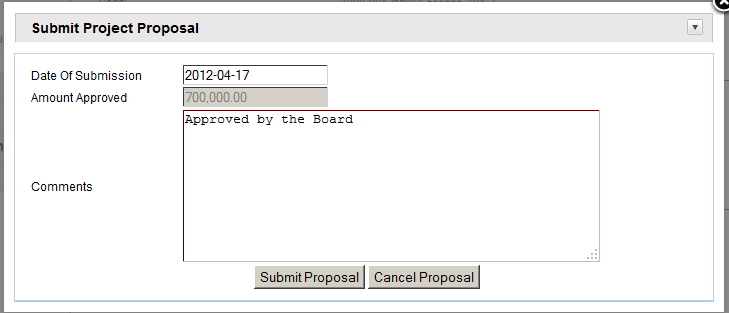 Submit Project Proposal
Date Of Submission 2012-04-17
Amount Approved 700,000.00
Approved by the Board
Comments
Submit Proposal Cancel Proposal